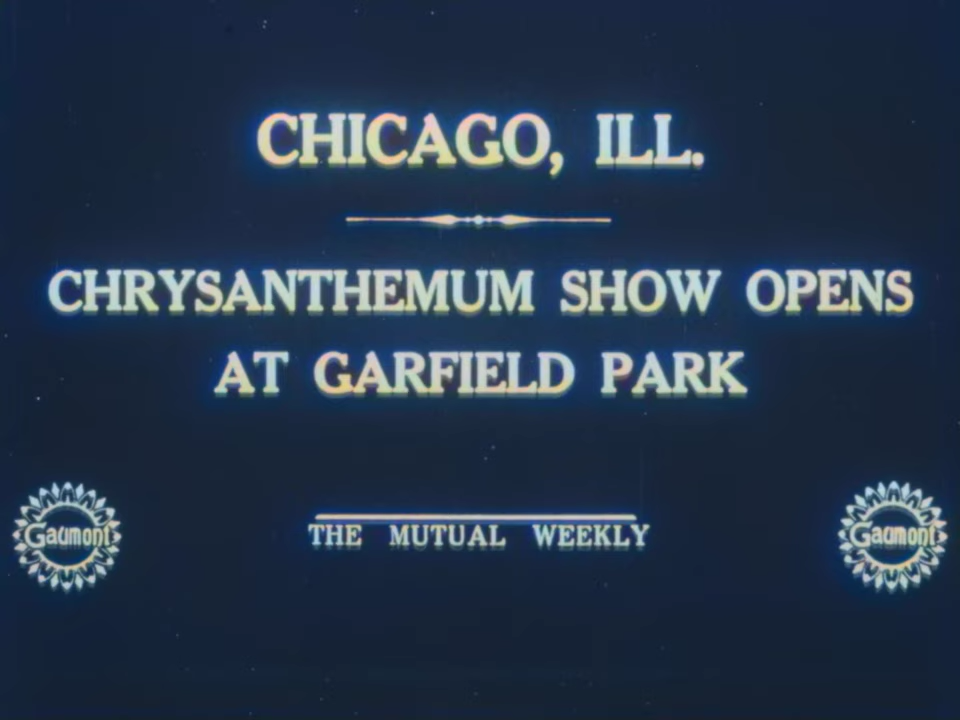 CHICAGO, ILL.
CHRYSANTHEMUM SHOW OPENS
AT GARFIELD PARK
THE MUTUAL WEEKLY
Gaumont
Gaumont